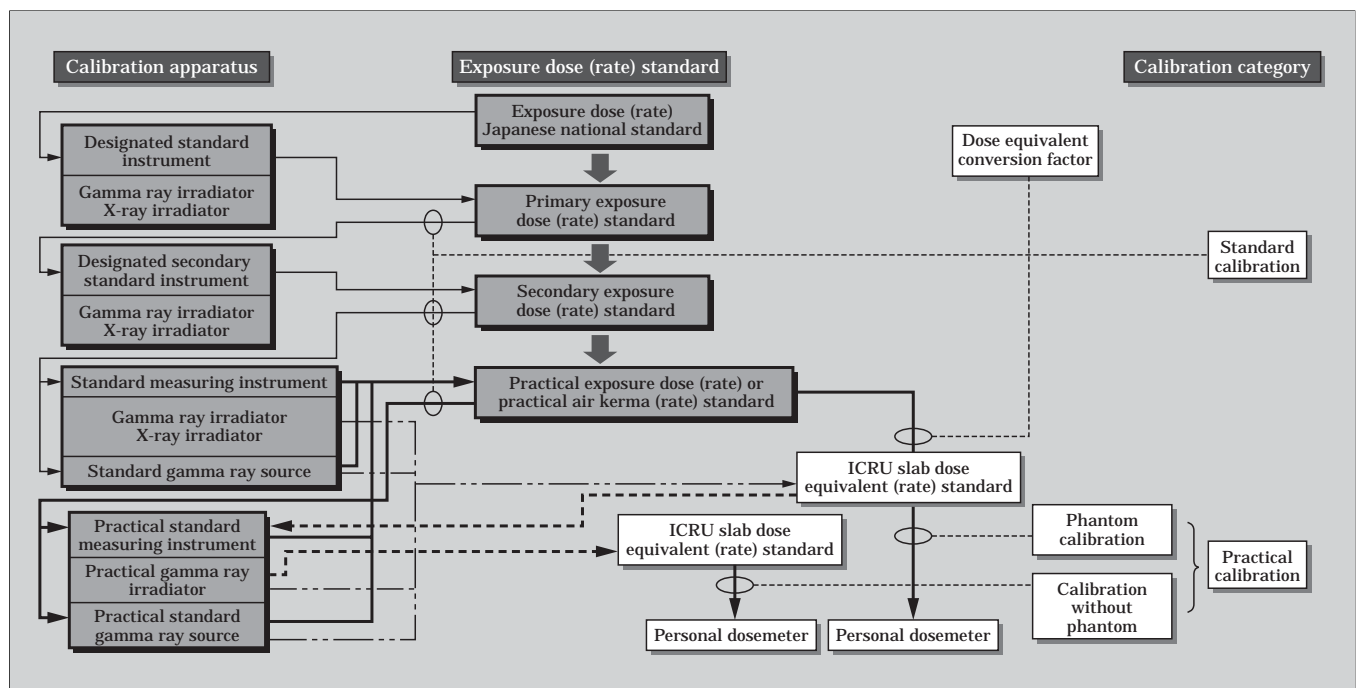 Calibration apparatus
Exposure dose (rate) standard
Calibration category
Exposure dose (rate)
Japanese national standard
Designated standard
instrument
Gamma ray irradiator
X-ray irradiator
Dose equivalent
conversion factor
Primary exposure
dose (rate) standard
Standard
calibration
Designated secondary
standard instrument
Gamma ray irradiator
X-ray irradiator
Secondary exposure
dose (rate) standard
Standard measuring instrument
Gamma ray irradiator
X-ray irradiator
Standard gamma ray source
Practical exposure dose (rate) or
practical air kerma (rate) standard
ICRU slab dose
equivalent (rate) standard
Practical standard
measuring instrument
Practical gamma ray
irradiator
Practical standard
gamma ray source
ICRU slab dose
equivalent (rate) standard
Phantom
calibration
Practical
calibration
Calibration
without
phantom
Personal dosemeter
Personal dosemeter